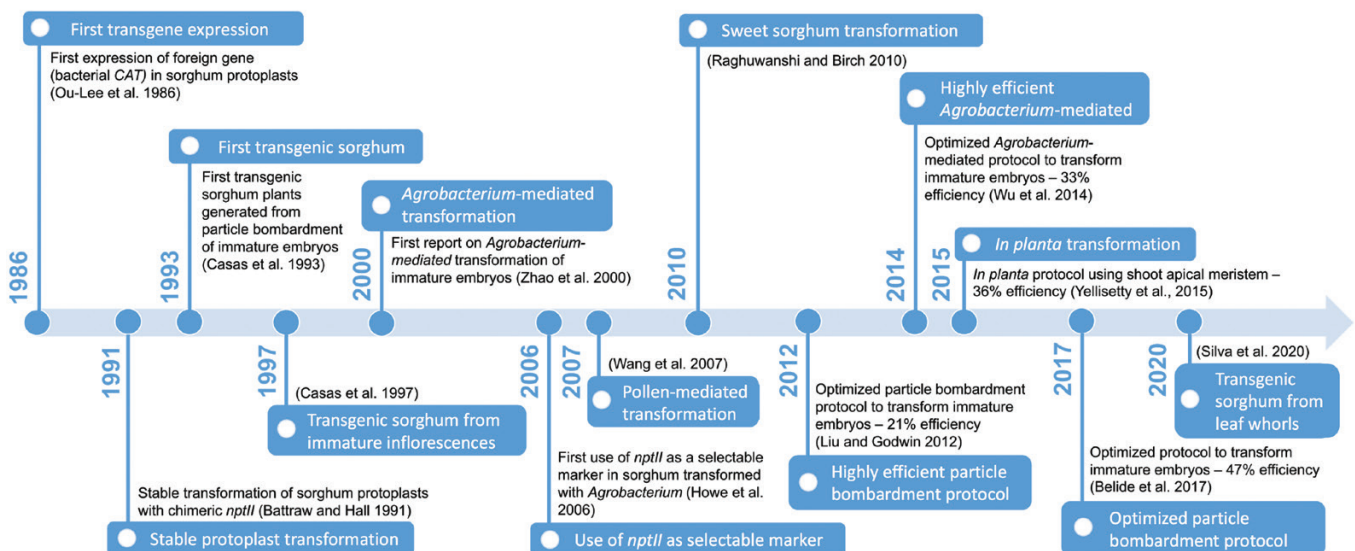 First transgene expression
First expression of foreign gene
(bacterial CAT) in sorghum protoplasts
(Ou-Lee et al. 1986)
1986
Stable transformation of sorghum protoplasts
with chimeric nptII (Battraw and Hall 1991)
Stable protoplast transformation
1991
First transgenic sorghum
First transgenic
sorghum plants
generated from
particle bombardment
of immature embryos
(Casas et al. 1993)
1993
(Casas et al. 1997)
Transgenic sorghum from
immature inflorescences
1997
Agrobacterium-mediated
transformation
First report on Agrobacterium-
mediated transformation of
immature embryos (Zhao et al. 2000)
2000
First use of nptII as a selectable
marker in sorghum transformed
with Agrobacterium (Howe et al.
2006)
Use of nptII as selectable marker
2006
(Wang et al. 2007)
Pollen-mediated
transformation
2007
Sweet sorghum transformation
(Raghuwanshi and Birch 2010)
2010
Optimized particle bombardment
protocol to transform immature
embryos – 21% efficiency
(Liu and Godwin 2012)
Highly efficient particle
bombardment protocol
2012
Highly efficient
Agrobacterium-mediated
Optimized Agrobacterium-
mediated protocol to transform
immature embryos – 33%
efficiency (Wu et al. 2014)
2014
In planta transformation
In planta protocol using shoot apical meristem –
36% efficiency (Yellisetty et al., 2015)
2015
Optimized protocol to transform
immature embryos – 47% efficiency
(Belide et al. 2017)
Optimized particle
bombardment protocol
2017
(Silva et al. 2020)
Transgenic
sorghum from
leaf whorls
2020